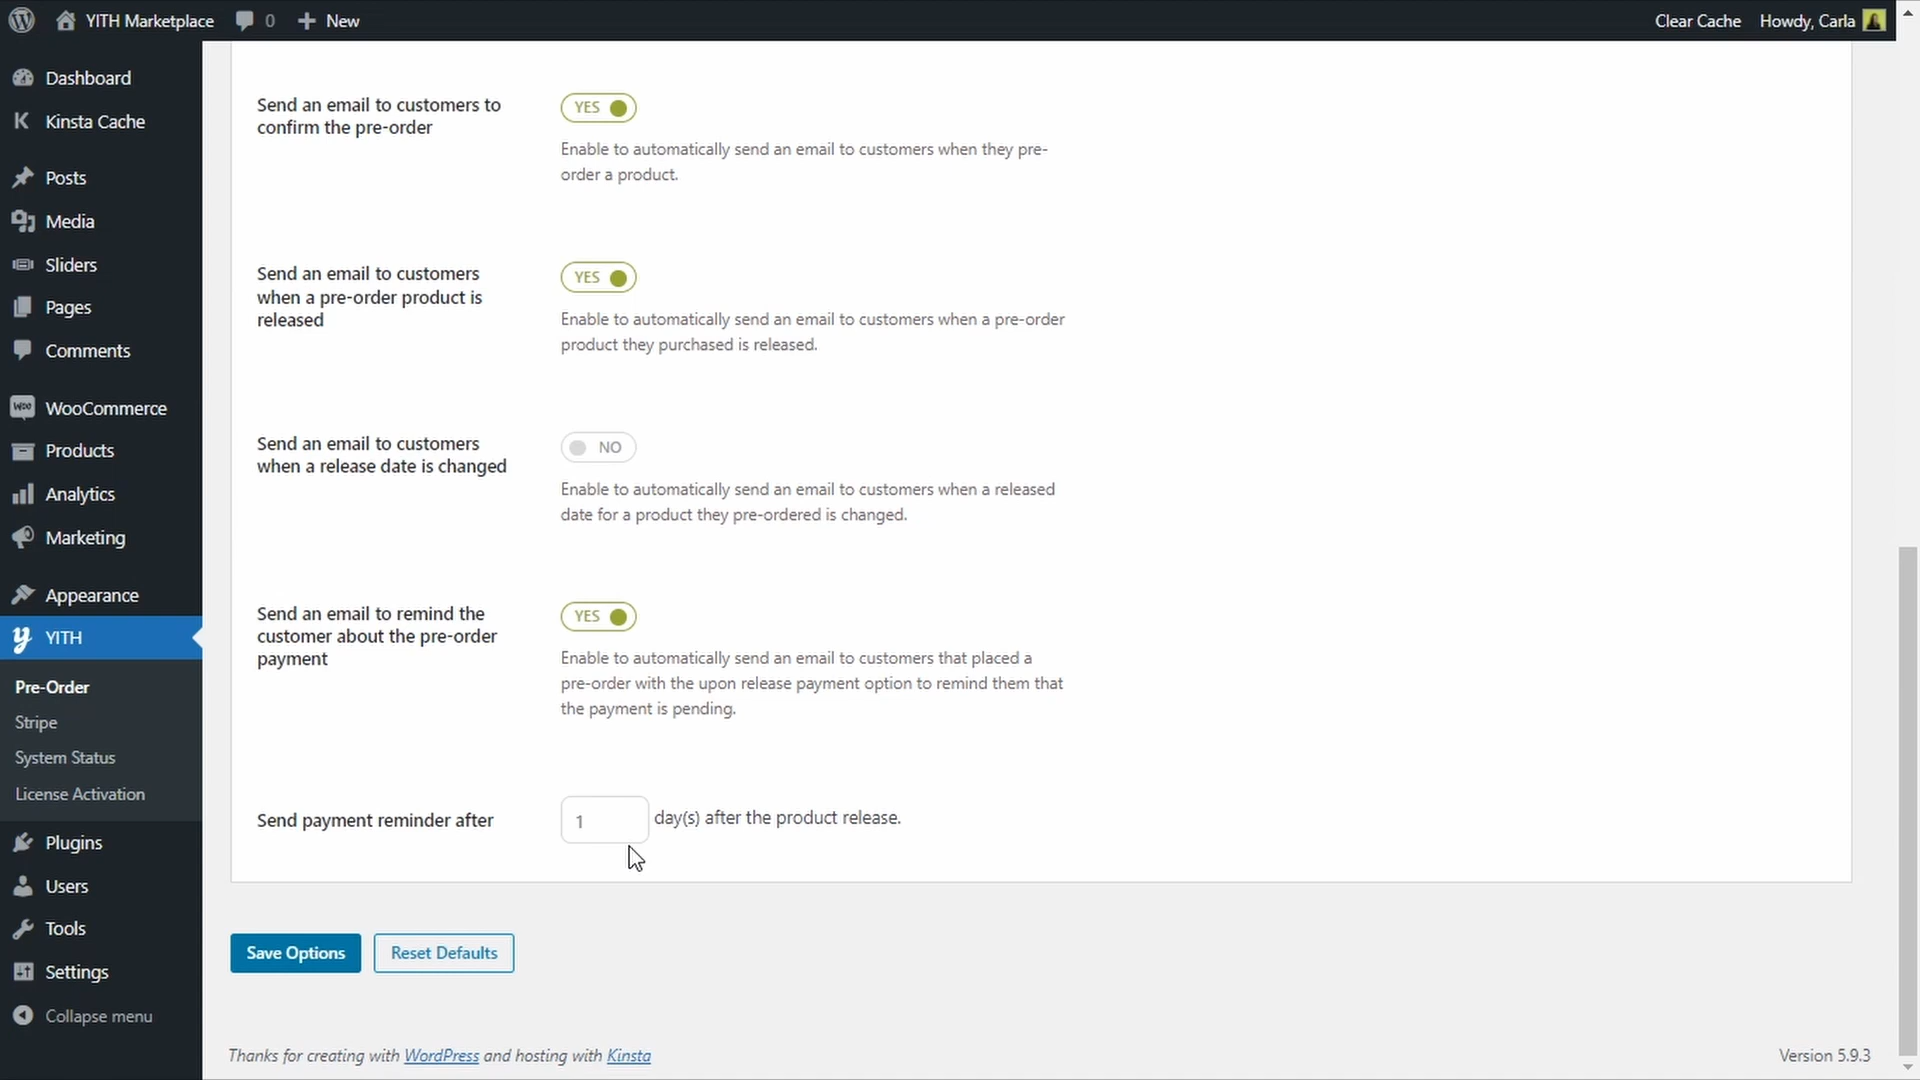 YITH Marketplace 0 New Clear Cache Howdy, Carla
Dashboard
Kinsta Cache
Posts
Media
Sliders
Pages
Comments
WooCommerce
Products
Analytics
Marketing
Appearance
YITH
Pre-Order
Stripe
System Status
License Activation
Plugins
Users
Tools
Settings
Collapse menu
Send an email to customers to
confirm the pre-order
YES
Enable to automatically send an email to customers when they pre-
order a product.
Send an email to customers
when a pre-order product is
released
YES
Enable to automatically send an email to customers when a pre-order
product they purchased is released.
Send an email to customers
when a release date is changed
NO
Enable to automatically send an email to customers when a released
date for a product they pre-ordered is changed.
Send an email to remind the
customer about the pre-order
payment
YES
Enable to automatically send an email to customers that placed a
pre-order with the upon release payment option to remind them that
the payment is pending.
Send payment reminder after
1 day(s) after the product release.
Save Options
Reset Defaults
Thanks for creating with WordPress and hosting with Kinsta
Version 5.9.3